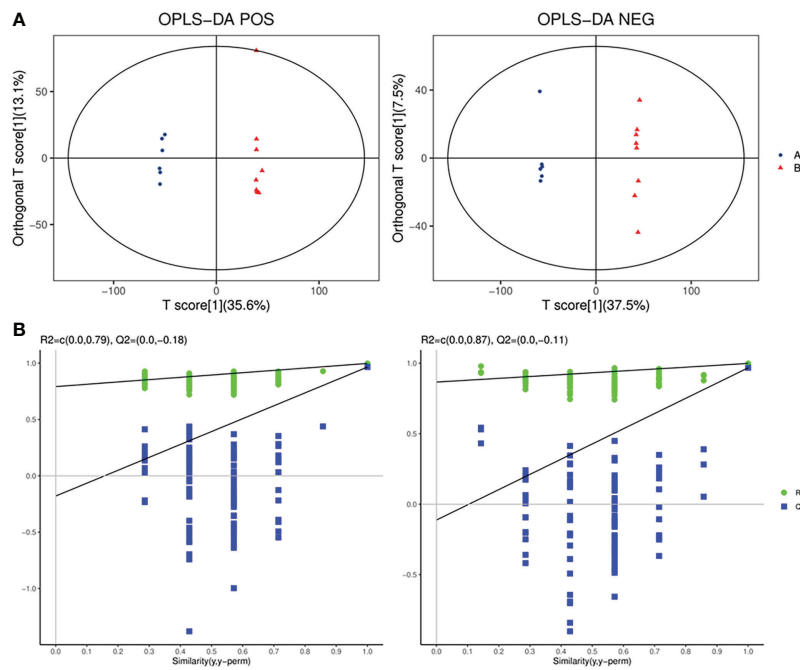 A
OPLS−DA POS
OPLS−DA NEG
Orthogonal T score[1](13.1%)
50
0
−50
−100
0
100
T score[1](35.6%)
Orthogonal T score[1](7.5%)
40
0
−40
−100
0
100
T score[1](37.5%)
A
B
B
R2=c(0.0,0.79), Q2=(0.0,−0.18)
1.0
0.5
0.0
−0.5
−1.0
0.0 0.1 0.2 0.3 0.4 0.5 0.6 0.7 0.8 0.9 1.0
Similarity(y,y−perm)
R2=c(0.0,0.87), Q2=(0.0,−0.11)
1.0
0.5
0.0
−0.5
0.0 0.1 0.2 0.3 0.4 0.5 0.6 0.7 0.8 0.9 1.0
Similarity(y,y−perm)
R
Q